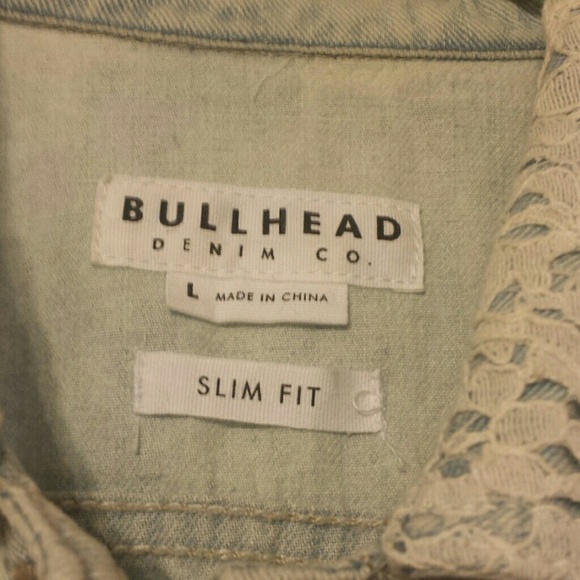 BULLHEAD
DENIM CO.
L MADE IN CHINA
SLIM FIT